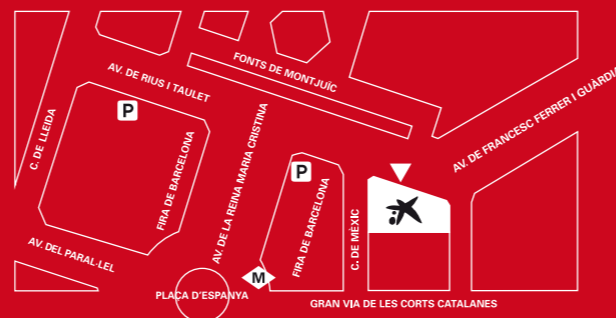 FONTS DE MONTJUÏC
AV. DE RIUS I TAULET
P
C. DE LLEIDA
FIRA DE BARCELONA
AV. DE LA REINA MARIA CRISTINA
AV. DE FRANCESC FERRER I GUÀRDIA
P
FIRA DE BARCELONA
C. DE MÈXIC
AV. DEL PARAL·LEL
M
PLAÇA D'ESPANYA
GRAN VIA DE LES CORTS CATALANES